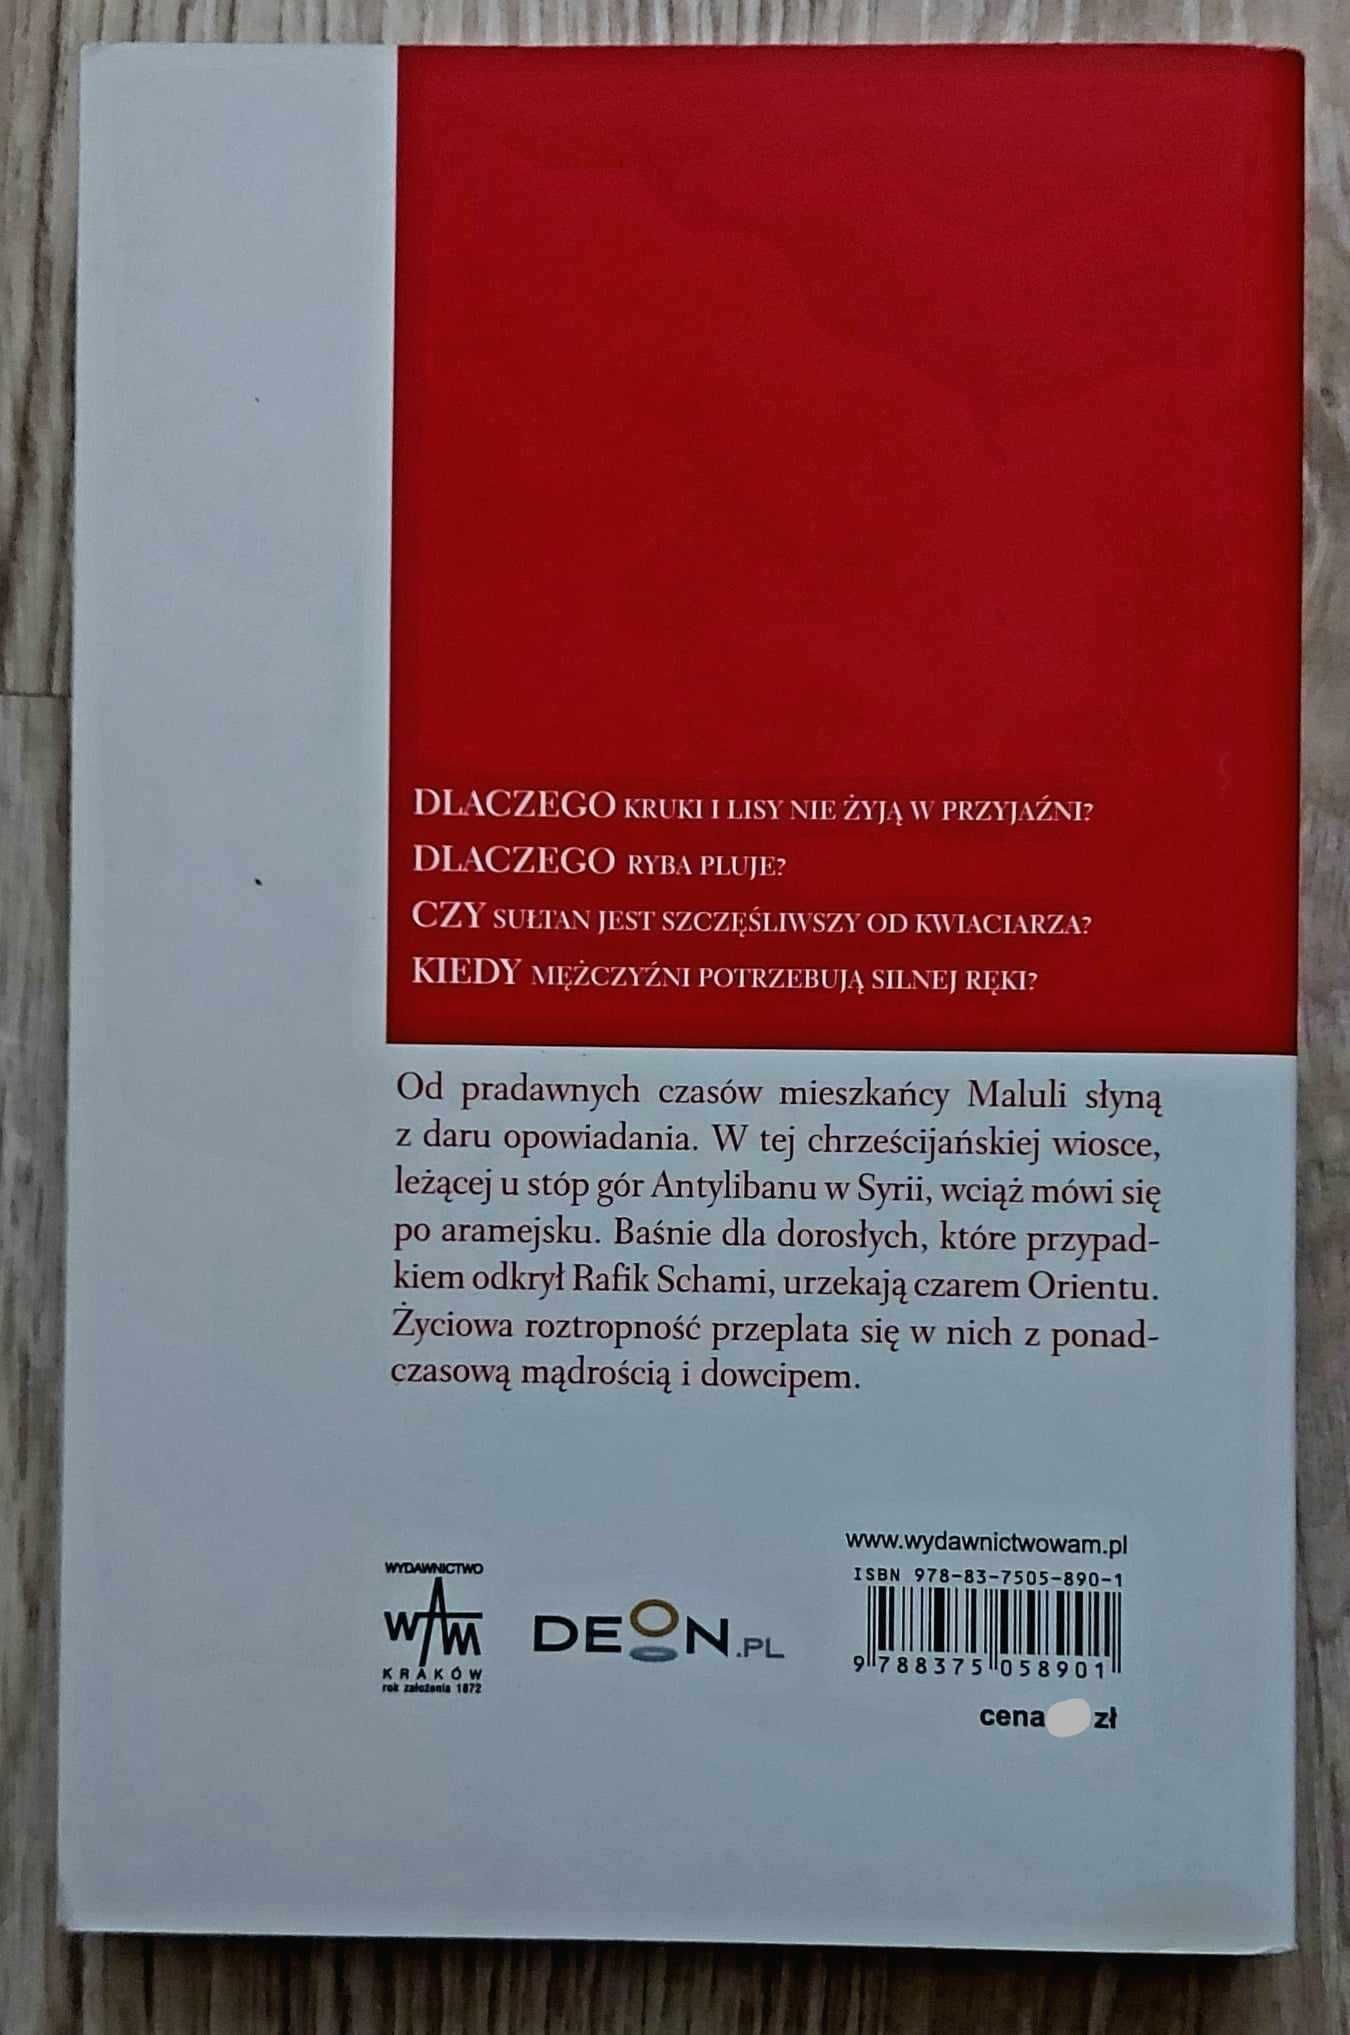 DLACZEGO KRUKI I LISY NIE ŻYJĄ W PRZYJAŹNI?
DLACZEGO RYBA PLUJE?
CZY SUŁTAN JEST SZCZĘŚLIWSZY OD KWIACIARZA?
KIEDY MĘŻCZYŹNI POTRZEBUJĄ SILNEJ RĘKI?
Od pradawnych czasów mieszkańcy Maluli słyną
z daru opowiadania. W tej chrześcijańskiej wiosce,
leżącej u stóp gór Antylibanu w Syrii, wciąż mówi się
po aramejsku. Baśnie dla dorosłych, które przypad-
kiem odkrył Rafik Schami, urzekają czarem Orientu.
Życiowa roztropność przeplata się w nich z ponad-
czasową mądrością i dowcipem.
WYDAWNICTWO
WAM
KRAKÓW
rok założenia 1872
DEON.PL
www.wydawnictwowam.pl
ISBN 978-83-7505-890-1
9 788375 058901
cena zł